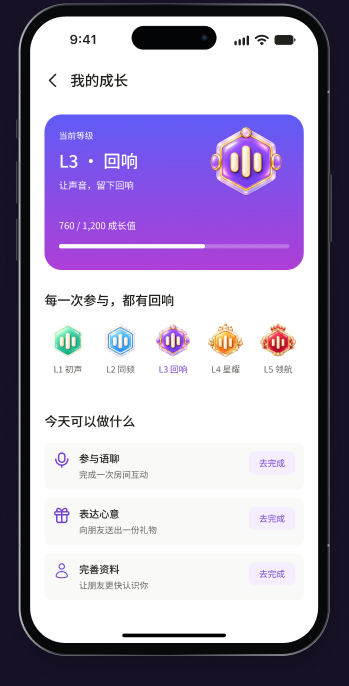 9:41
我的成长
当前等级
L3 · 回响
让声音，留下回响
760 / 1,200 成长值
每一次参与，都有回响
L1 初声
L2 同频
L3 回响
L4 星耀
L5 领航
今天可以做什么
参与语聊
完成一次房间互动
去完成
表达心意
向朋友送出一份礼物
去完成
完善资料
让朋友更快认识你
去完成